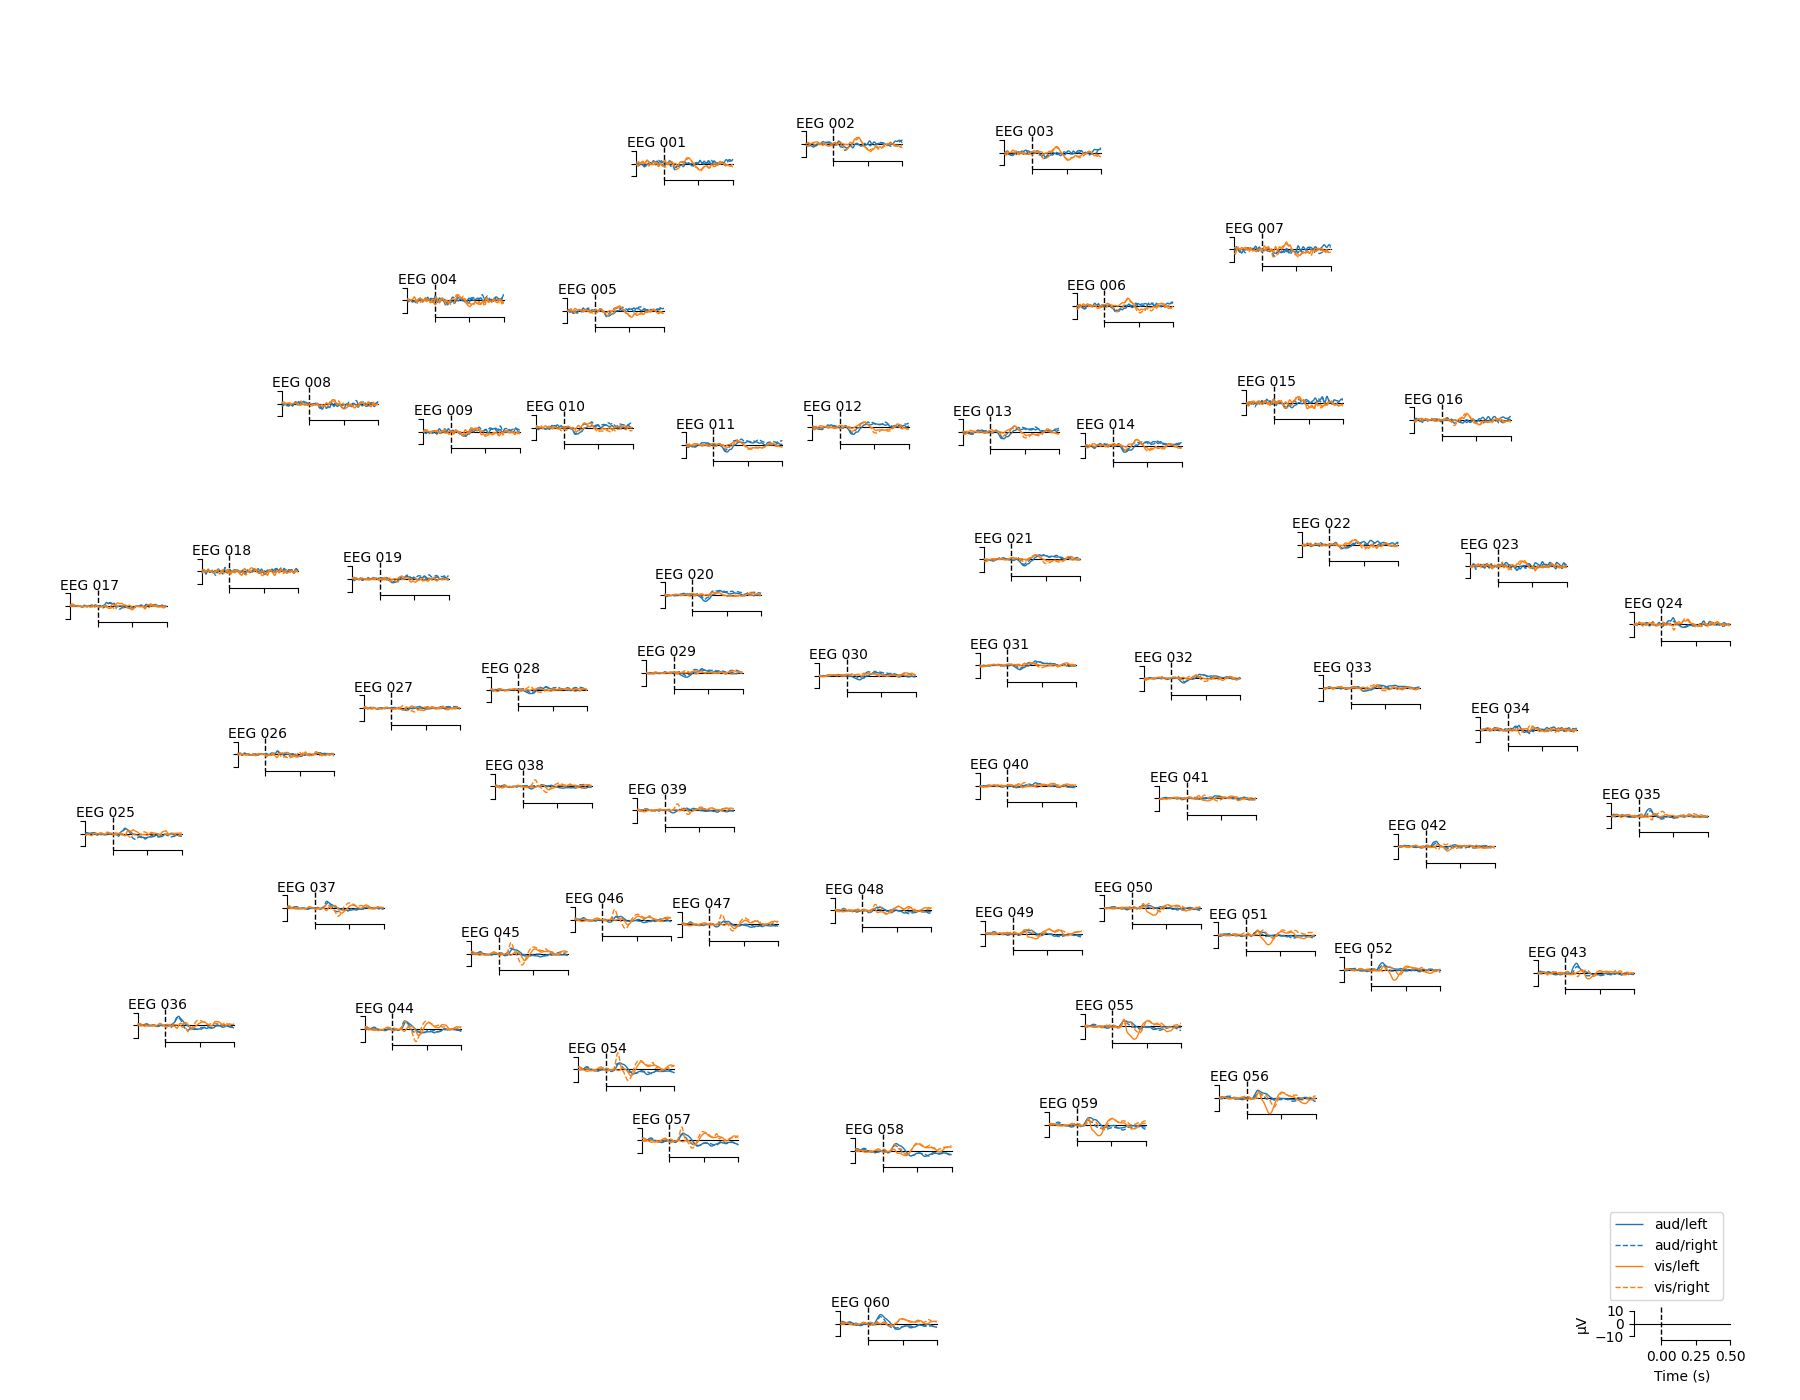 EEG 002
EEG 003
EEG 001
EEG 007
EEG 004
EEG 006
EEG 005
EEG 008
EEG 015
EEG 016
EEG 009
EEG 010
EEG 012
EEG 013
EEG 011
EEG 014
EEG 022
EEG 021
EEG 023
EEG 018
EEG 019
EEG 020
EEG 017
EEG 024
EEG 031
EEG 029
EEG 030
EEG 032
EEG 028
EEG 033
EEG 027
EEG 034
EEG 026
EEG 038
EEG 040
EEG 041
EEG 039
EEG 035
EEG 025
EEG 042
EEG 037
EEG 048
EEG 050
EEG 046
EEG 047
EEG 049
EEG 051
EEG 045
EEG 052
EEG 043
EEG 036
EEG 044
EEG 055
EEG 054
EEG 056
EEG 059
EEG 057
EEG 058
aud/left
aud/right
vis/left
vis/right
EEG 060
10
0
−10
µV
0.00 0.25 0.50
Time (s)